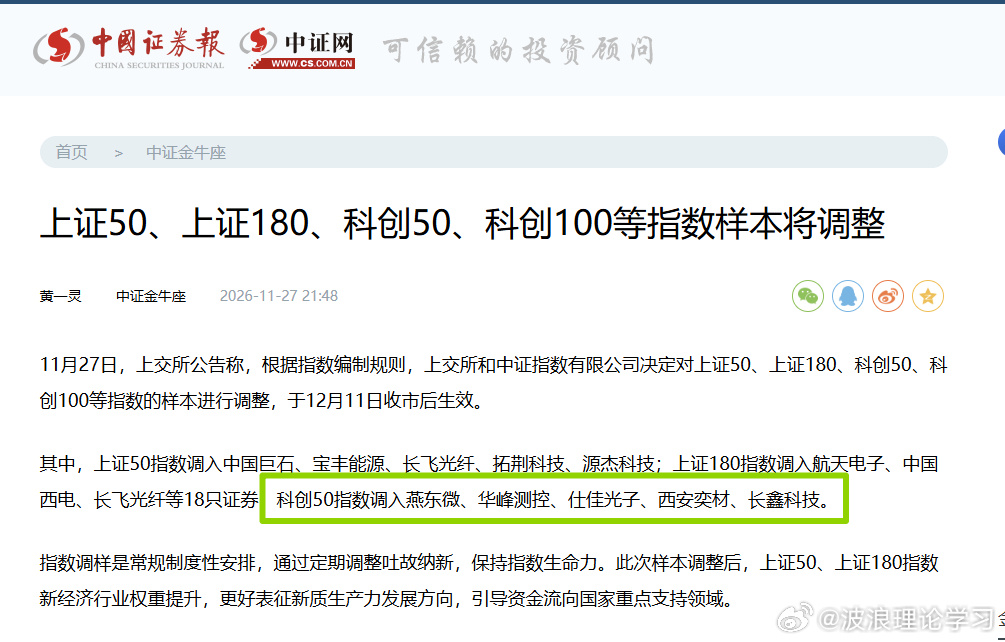 中國证券報
CHINA SECURITIES JOURNAL
中证网
WWW.CS.COM.CN
可信赖的投资顾问
首页 > 中证金牛座
上证50、上证180、科创50、科创100等指数样本将调整
黄一灵 中证金牛座 2026-11-27 21:48
11月27日，上交所公告称，根据指数编制规则，上交所和中证指数有限公司决定对上证50、上证180、科创50、科
创100等指数的样本进行调整，于12月11日收市后生效。
其中，上证50指数调入中国巨石、宝丰能源、长飞光纤、拓荆科技、源杰科技；上证180指数调入航天电子、中国
西电、长飞光纤等18只证券 科创50指数调入燕东微、华峰测控、仕佳光子、西安奕材、长鑫科技。
指数调样是常规制度性安排，通过定期调整吐故纳新，保持指数生命力。此次样本调整后，上证50、上证180指数
新经济行业权重提升，更好表征新质生产力发展方向，引导资金流向国家重点支持领域。
@波浪理论学习